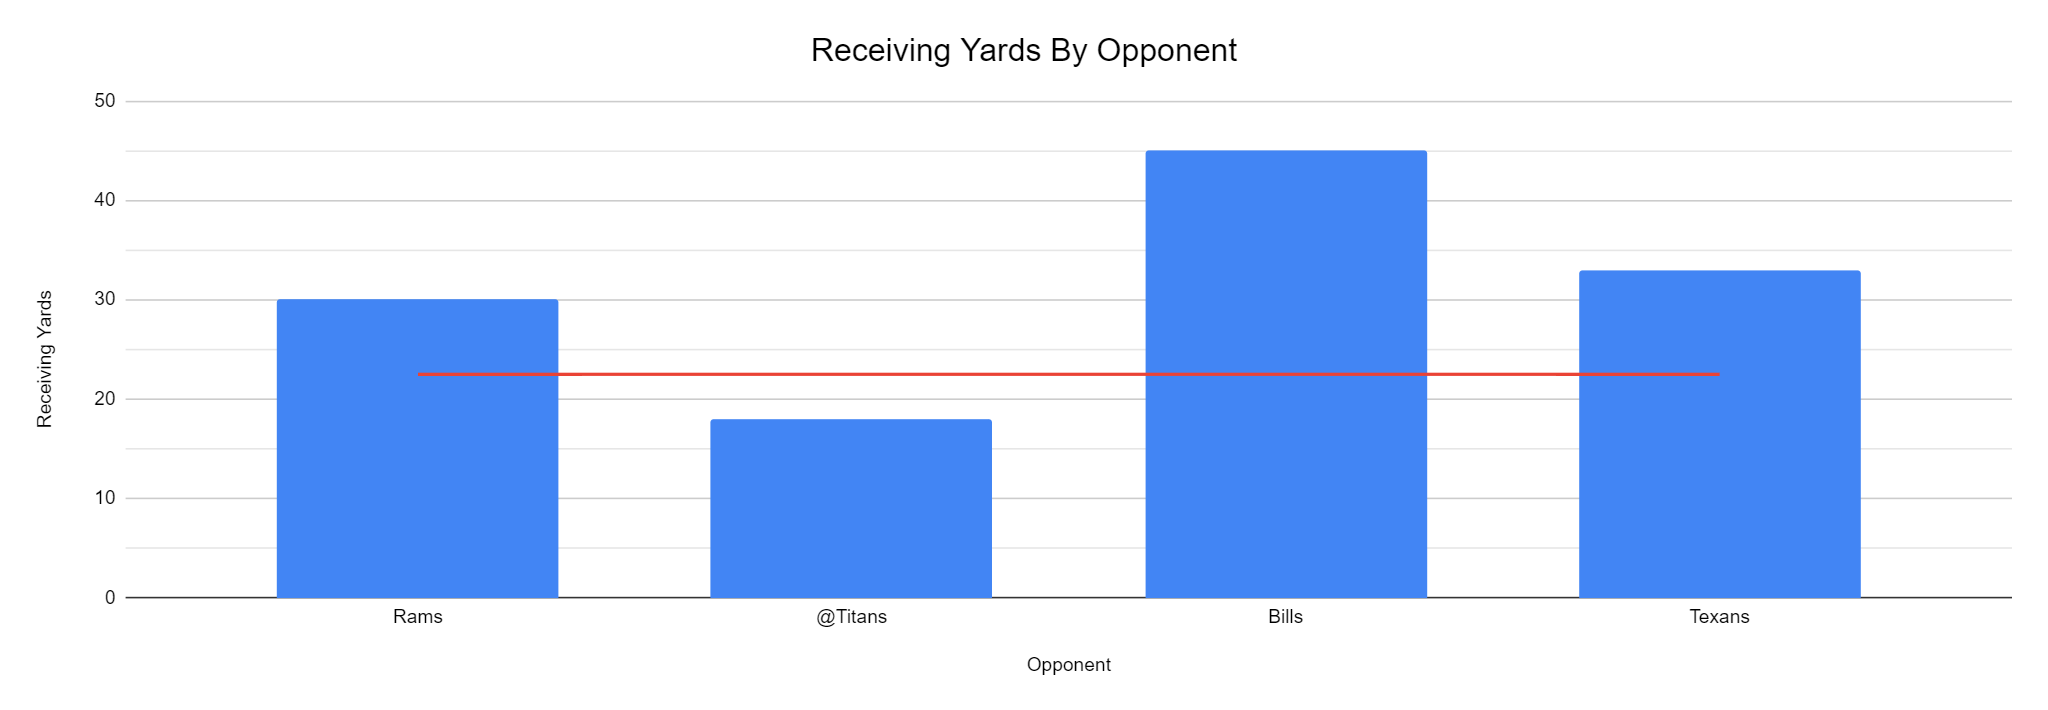 Receiving Yards By Opponent
50
40
30
20
10
0
Receiving Yards
Rams
@Titans
Bills
Texans
Opponent